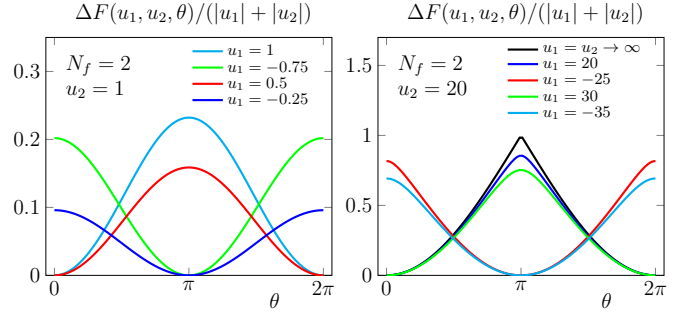 ΔF(u₁, u₂, θ)/(|u₁| + |u₂|)
0.3
0.2
0.1
0
N_f = 2
u₂ = 1
u₁ = 1
u₁ = −0.75
u₁ = 0.5
u₁ = −0.25
0
π
2π
θ
ΔF(u₁, u₂, θ)/(|u₁| + |u₂|)
1.5
1
0.5
0
N_f = 2
u₂ = 20
u₁ = u₂ → ∞
u₁ = 20
u₁ = −25
u₁ = 30
u₁ = −35
0
π
2π
θ